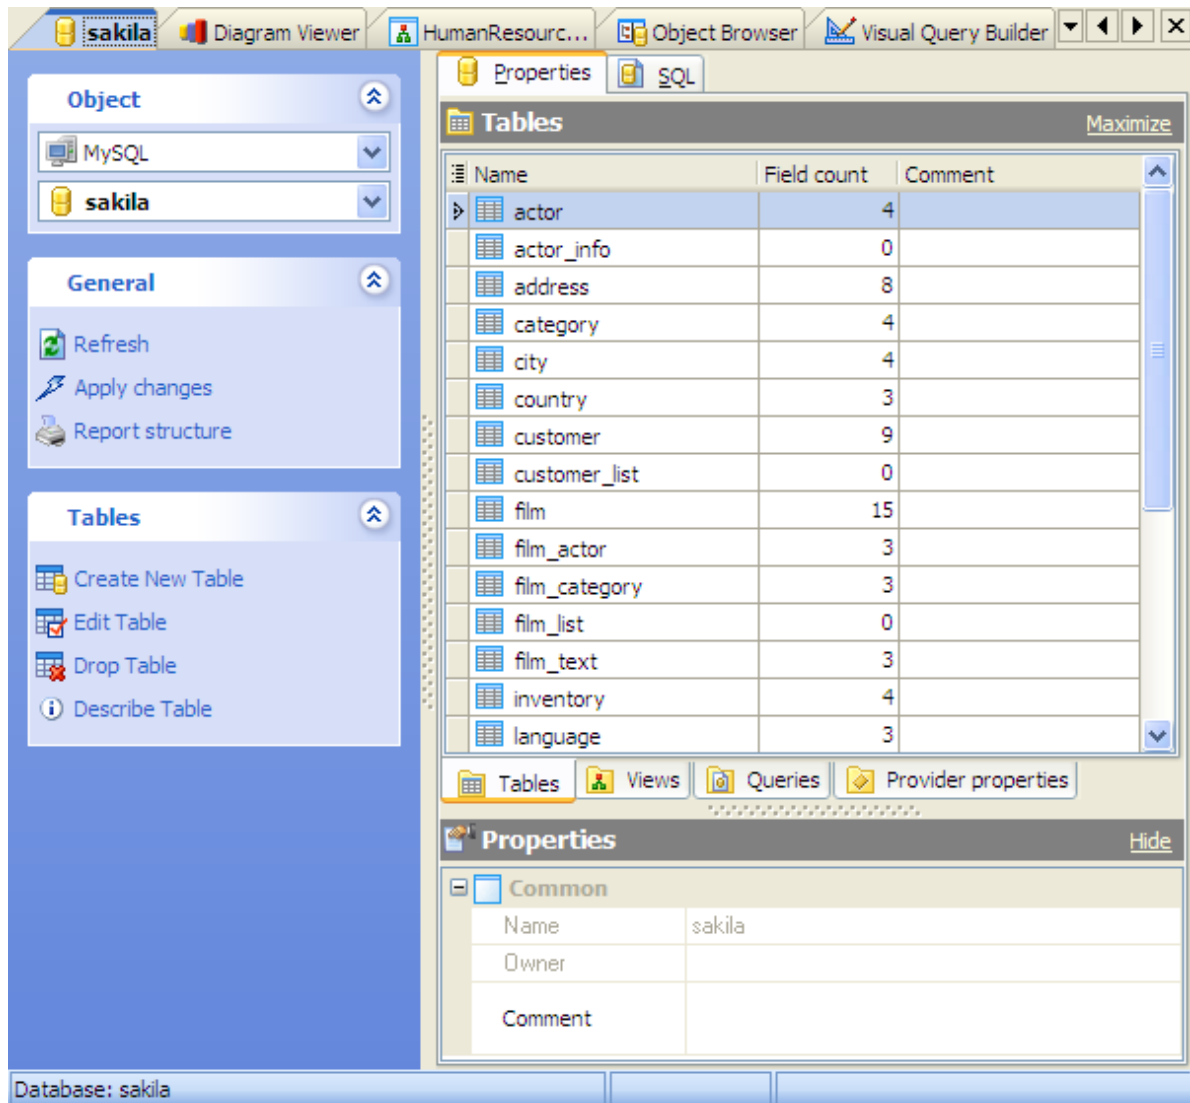 sakila Diagram Viewer HumanResourc... Object Browser Visual Query Builder
Object
MySQL
sakila
General
Refresh
Apply changes
Report structure
Tables
Create New Table
Edit Table
Drop Table
Describe Table
Properties SQL
Tables Maximize
Name Field count Comment
actor 4
actor_info 0
address 8
category 4
city 4
country 3
customer 9
customer_list 0
film 15
film_actor 3
film_category 3
film_list 0
film_text 3
inventory 4
language 3
Tables Views Queries Provider properties
Properties Hide
Common
Name sakila
Owner
Comment
Database: sakila